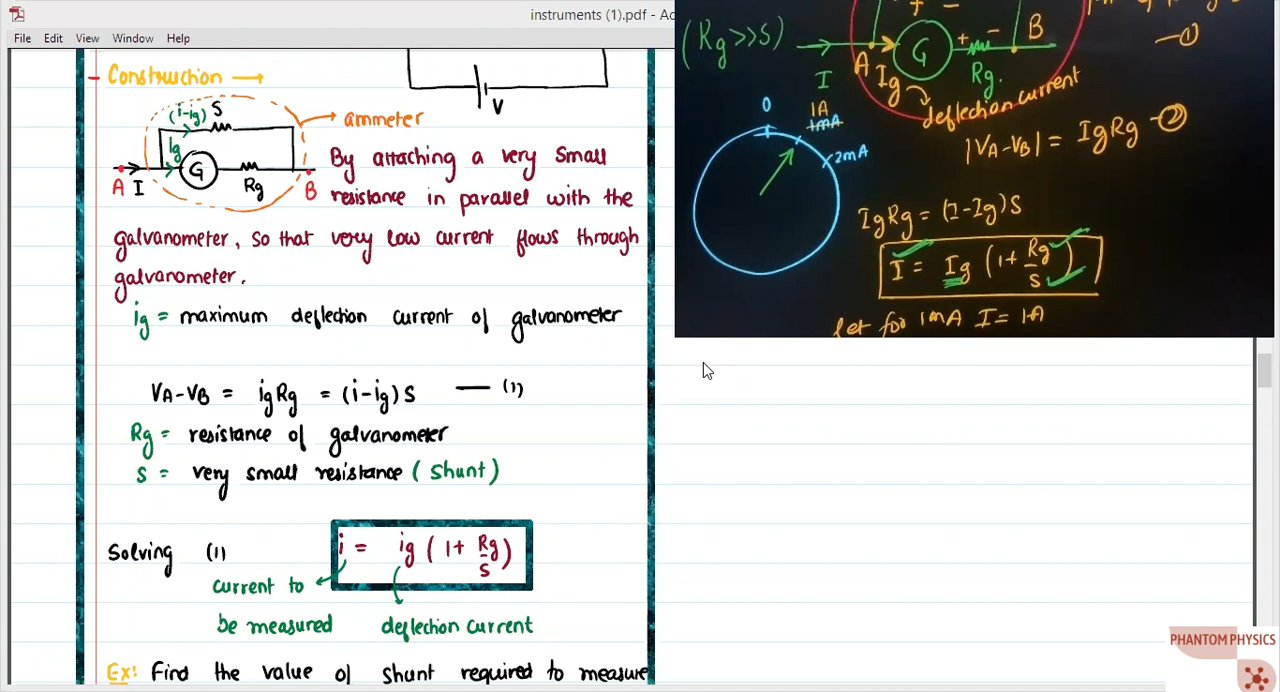 instruments (1).pdf - Ad
File Edit View Window Help
- Construction →
V
(i-ig) S
ammeter
ig
G
A I Rg B
By attaching a very small
resistance in parallel with the
galvanometer, so that very low current flows through
galvanometer.
ig = maximum deflection current of galvanometer
VA-VB = igRg = (i-ig)S — (1)
Rg = resistance of galvanometer
S = very small resistance (shunt)
Solving (1)
i = ig (1+ Rg/S)
current to
be measured
deflection current
Ex: Find the value of shunt required to measure
(Rg>>S)
+ -
A Ig G + - B
I Rg.
—①
deflection current
0
1A
1mA
2mA
|VA-VB| = IgRg —②
IgRg = (I-Ig)S
I = Ig (1+ Rg/S)
let for 1mA I = 1A
PHANTOM PHYSICS